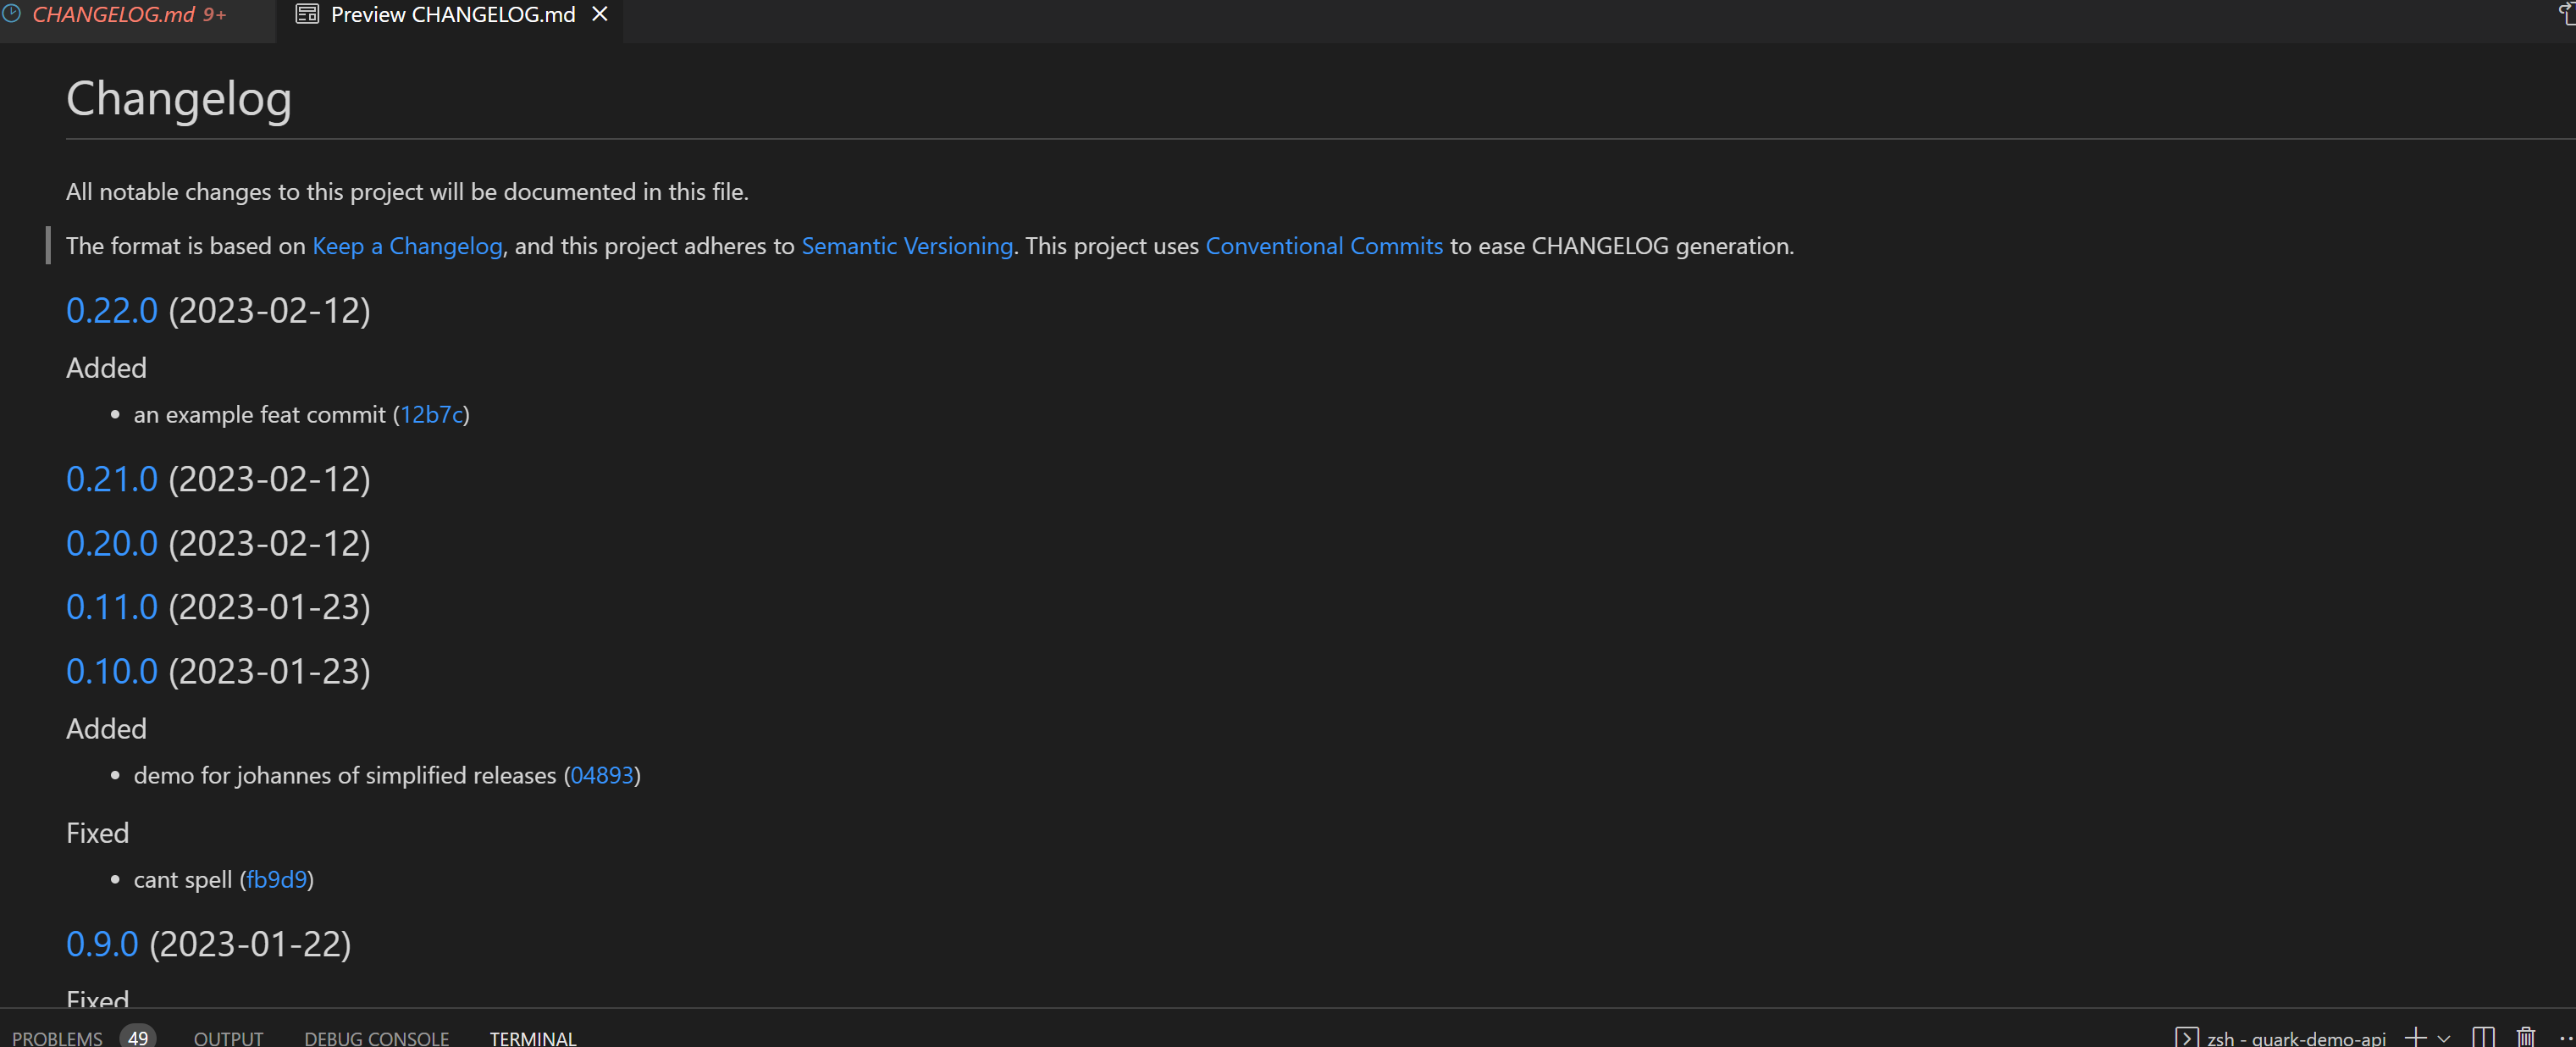 CHANGELOG.md 9+
Preview CHANGELOG.md
Changelog
All notable changes to this project will be documented in this file.
The format is based on Keep a Changelog, and this project adheres to Semantic Versioning. This project uses Conventional Commits to ease CHANGELOG generation.
0.22.0 (2023-02-12)
Added
• an example feat commit (12b7c)
0.21.0 (2023-02-12)
0.20.0 (2023-02-12)
0.11.0 (2023-01-23)
0.10.0 (2023-01-23)
Added
• demo for johannes of simplified releases (04893)
Fixed
• cant spell (fb9d9)
0.9.0 (2023-01-22)
Fixed
PROBLEMS 49 OUTPUT DEBUG CONSOLE TERMINAL zsh - quark-demo-api